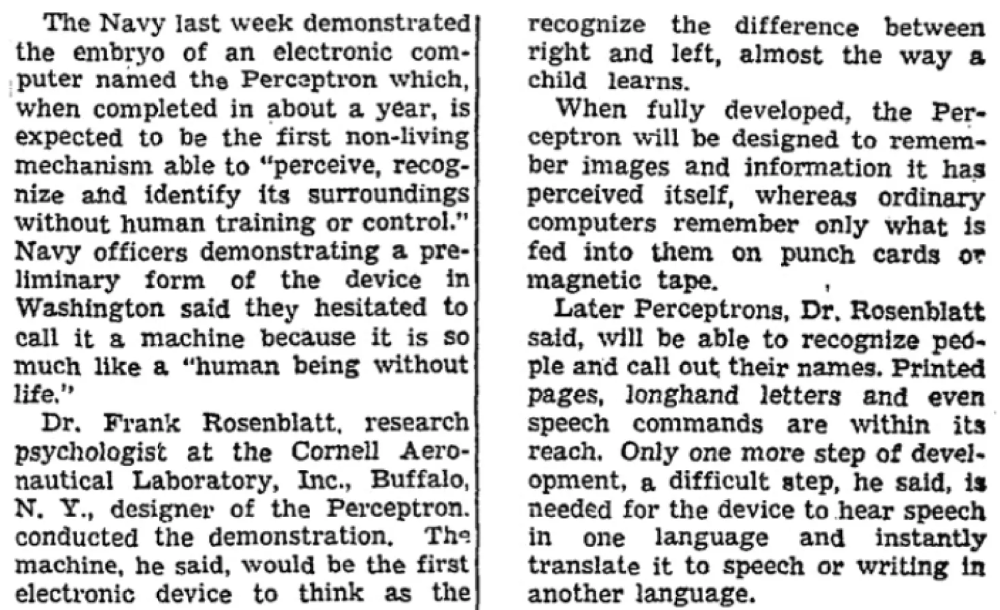 The Navy last week demonstrated
the embryo of an electronic com-
puter named the Perceptron which,
when completed in about a year, is
expected to be the first non-living
mechanism able to "perceive, recog-
nize and identify its surroundings
without human training or control."
Navy officers demonstrating a pre-
liminary form of the device in
Washington said they hesitated to
call it a machine because it is so
much like a "human being without
life."
Dr. Frank Rosenblatt, research
psychologist at the Cornell Aero-
nautical Laboratory, Inc., Buffalo,
N. Y., designer of the Perceptron,
conducted the demonstration. The
machine, he said, would be the first
electronic device to think as the
recognize the difference between
right and left, almost the way a
child learns.
When fully developed, the Per-
ceptron will be designed to remem-
ber images and information it has
perceived itself, whereas ordinary
computers remember only what is
fed into them on punch cards or
magnetic tape.
Later Perceptrons, Dr. Rosenblatt
said, will be able to recognize peo-
ple and call out their names. Printed
pages, longhand letters and even
speech commands are within its
reach. Only one more step of devel-
opment, a difficult step, he said, is
needed for the device to hear speech
in one language and instantly
translate it to speech or writing in
another language.